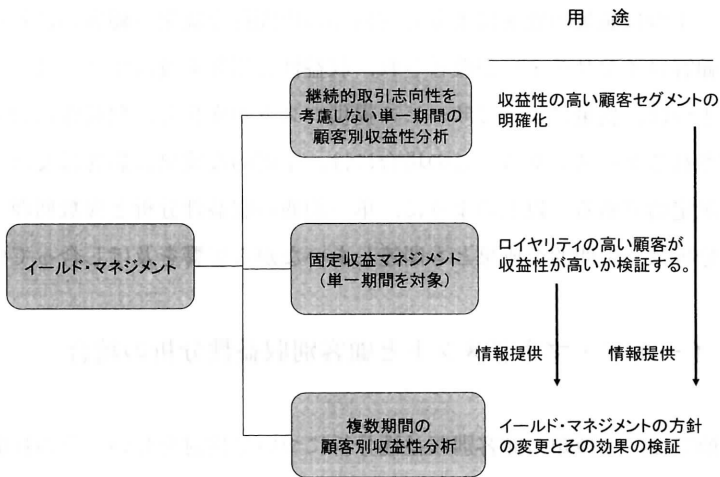 用 途
継続的取引志向性を
考慮しない単一期間の
顧客別収益性分析
収益性の高い顧客セグメントの
明確化
イールド・マネジメント
固定収益マネジメント
(単一期間を対象)
ロイヤリティの高い顧客が
収益性が高いか検証する。
情報提供
情報提供
複数期間の
顧客別収益性分析
イールド・マネジメントの方針
の変更とその効果の検証